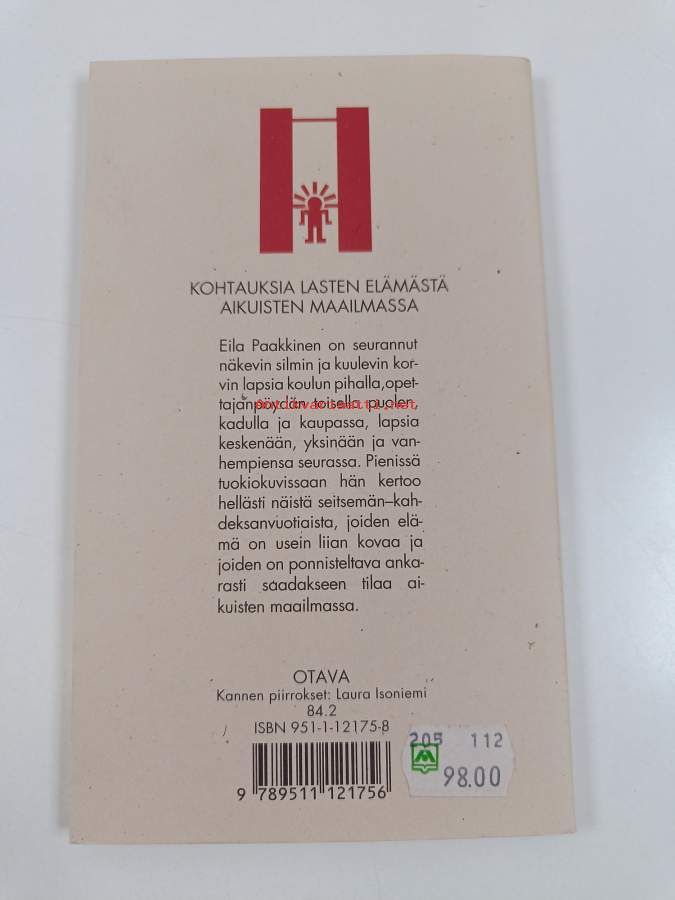 KOHTAUKSIA LASTEN ELÄMÄSTÄ
AIKUISTEN MAAILMASSA
Eila Paakkinen on seurannut
näkevin silmin ja kuulevin kor-
vin lapsia koulun pihalla,opet-
tajanpöydän toisella puolen,
Antikvariaatti.net
kadulla ja kaupassa, lapsia
keskenään, yksinään ja van-
hempiensa seurassa. Pienissä
tuokiokuvissaan hän kertoo
hellästi näistä seitsemän–kah-
deksanvuotiaista, joiden elä-
mä on usein liian kovaa ja
joiden on ponnisteltava anka-
rasti saadakseen tilaa ai-
kuisten maailmassa.
OTAVA
Kannen piirrokset: Laura Isoniemi
84.2
ISBN 951-1-12175-8
9 789511 121756
205 112
98.00